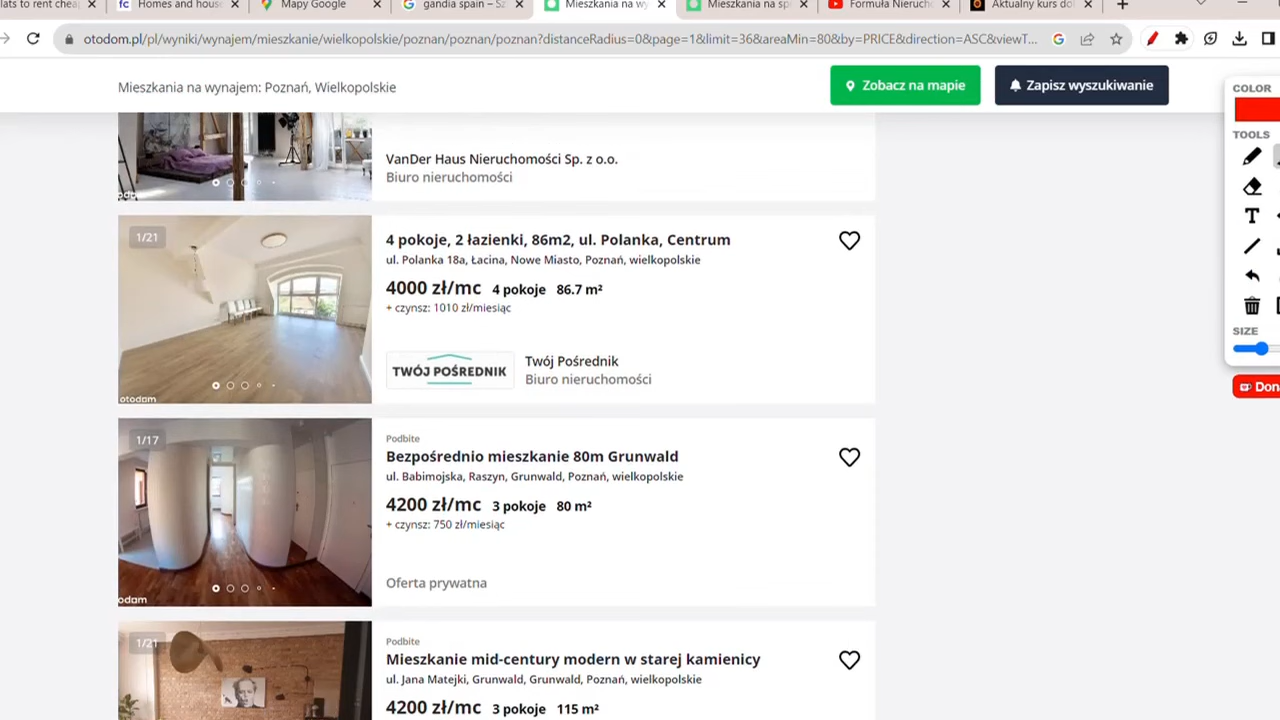 lats to rent chea
Homes and hous
Mapy Google
gandia spain – Sz
Mieszkania na wy
Mieszkania na sp
Formuła Nieruch
Aktualny kurs do
otodom.pl/pl/wyniki/wynajem/mieszkanie/wielkopolskie/poznan/poznan/poznan?distanceRadius=0&page=1&limit=36&areaMin=80&by=PRICE&direction=ASC&viewT...
Mieszkania na wynajem: Poznań, Wielkopolskie
Zobacz na mapie
Zapisz wyszukiwanie
COLOR
TOOLS
T
SIZE
Don
VanDer Haus Nieruchomości Sp. z o.o.
Biuro nieruchomości
1/21
4 pokoje, 2 łazienki, 86m2, ul. Polanka, Centrum
ul. Polanka 18a, Łacina, Nowe Miasto, Poznań, wielkopolskie
4000 zł/mc 4 pokoje 86.7 m²
+ czynsz: 1010 zł/miesiąc
TWÓJ POŚREDNIK
Twój Pośrednik
Biuro nieruchomości
otodom
1/17
Podbite
Bezpośrednio mieszkanie 80m Grunwald
ul. Babimojska, Raszyn, Grunwald, Poznań, wielkopolskie
4200 zł/mc 3 pokoje 80 m²
+ czynsz: 750 zł/miesiąc
Oferta prywatna
1/21
Podbite
Mieszkanie mid-century modern w starej kamienicy
ul. Jana Matejki, Grunwald, Grunwald, Poznań, wielkopolskie
4200 zł/mc 3 pokoje 115 m²